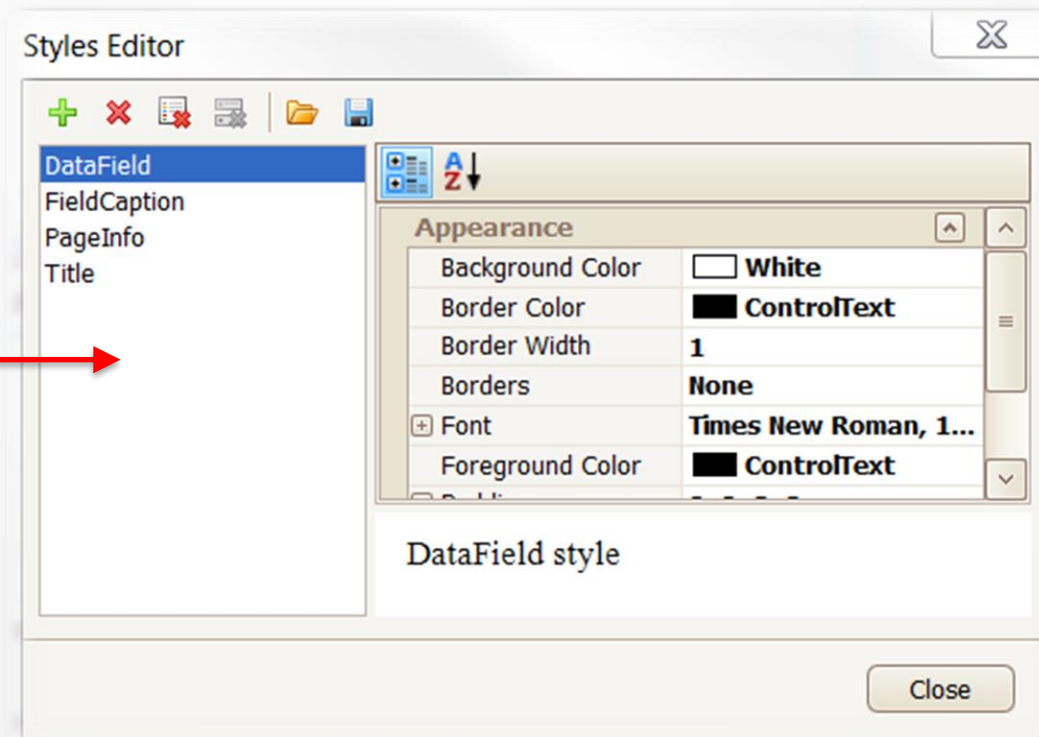 Styles Editor
DataField
FieldCaption
PageInfo
Title
A
Z
Appearance
Background Color White
Border Color ControlText
Border Width 1
Borders None
Font Times New Roman, 1...
Foreground Color ControlText
DataField style
Close